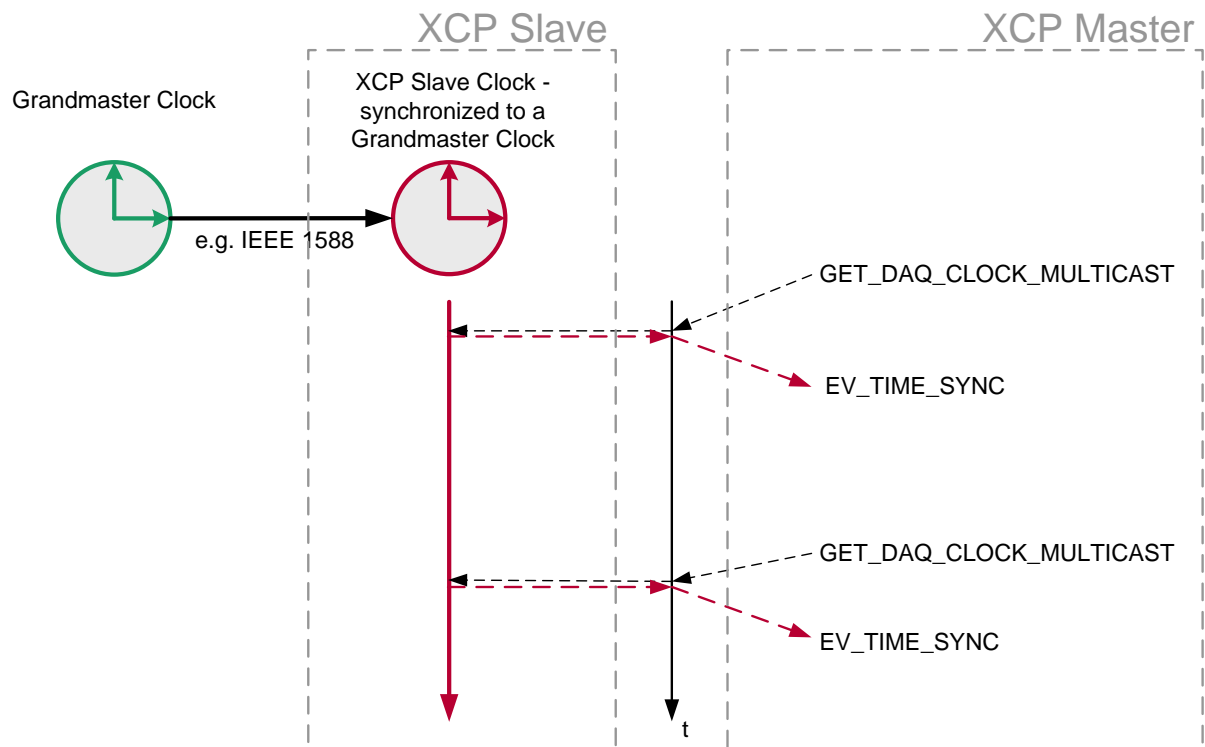 XCP Slave
XCP Master
Grandmaster Clock
XCP Slave Clock -
synchronized to a
Grandmaster Clock
e.g. IEEE 1588
GET_DAQ_CLOCK_MULTICAST
EV_TIME_SYNC
GET_DAQ_CLOCK_MULTICAST
EV_TIME_SYNC
t